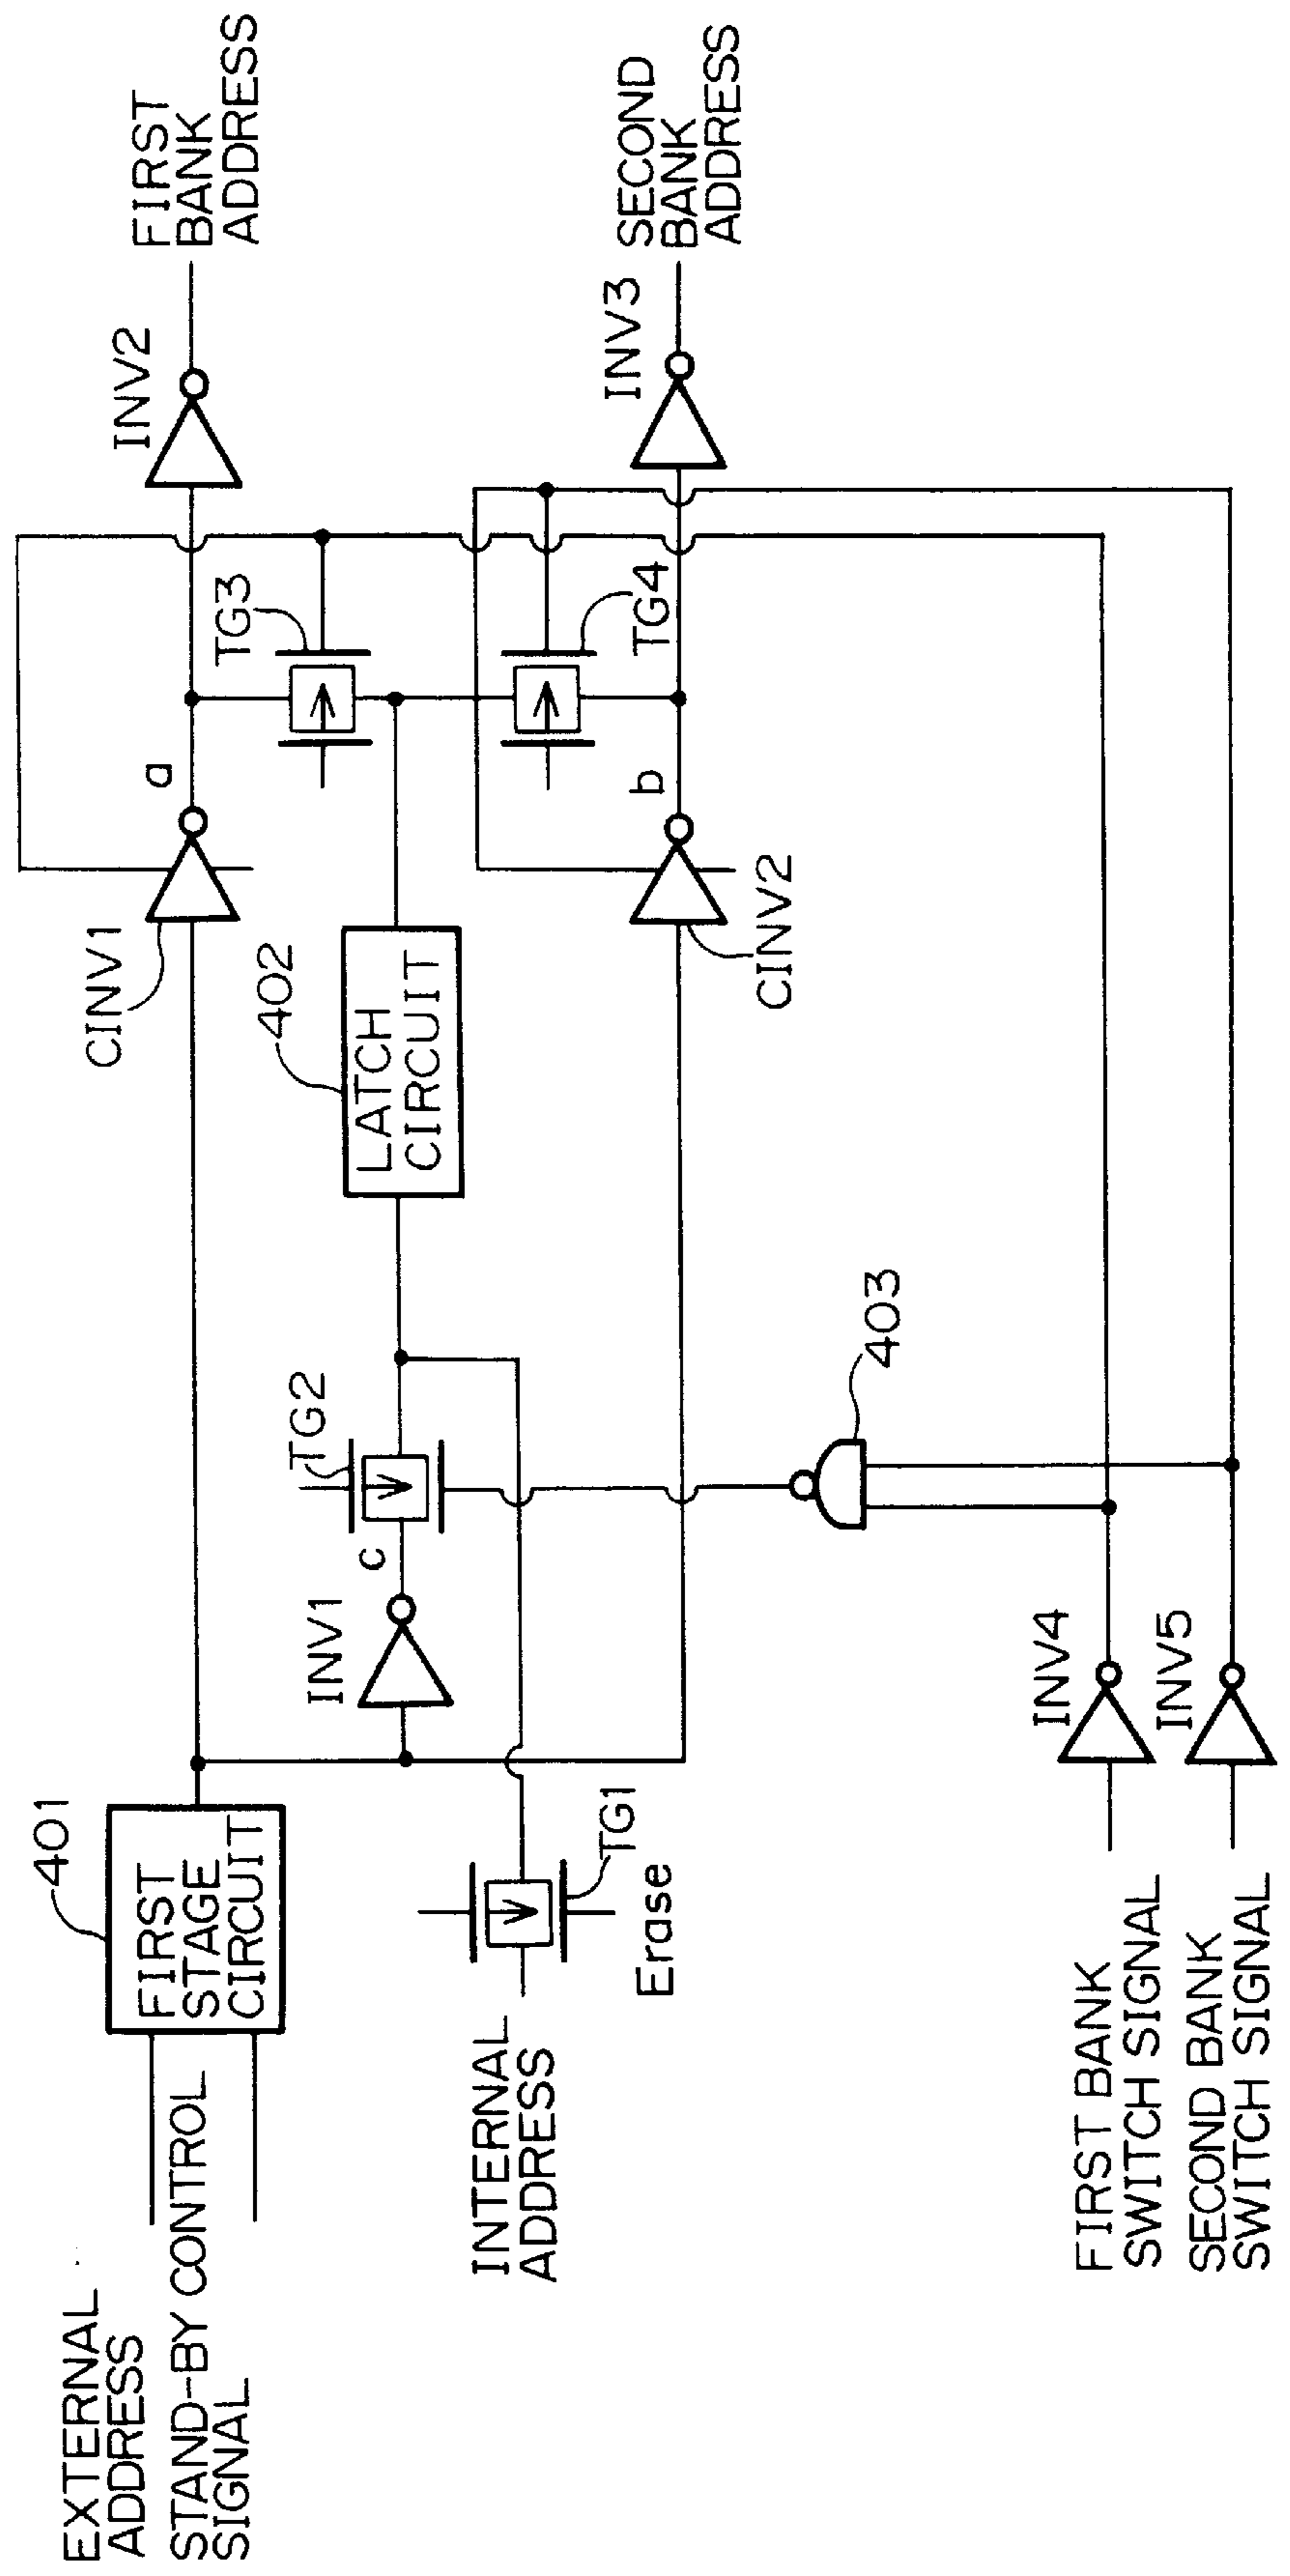 EXTERNAL
ADDRESS
STAND-BY CONTROL
SIGNAL
401
FIRST
STAGE
CIRCUIT
INTERNAL
ADDRESS
Erase
TG1
INV1
c
TG2
402
LATCH
CIRCUIT
CINV1
a
TG3
INV2
FIRST
BANK
ADDRESS
CINV2
b
TG4
INV3
SECOND
BANK
ADDRESS
403
FIRST BANK
SWITCH SIGNAL
INV4
SECOND BANK
SWITCH SIGNAL
INV5